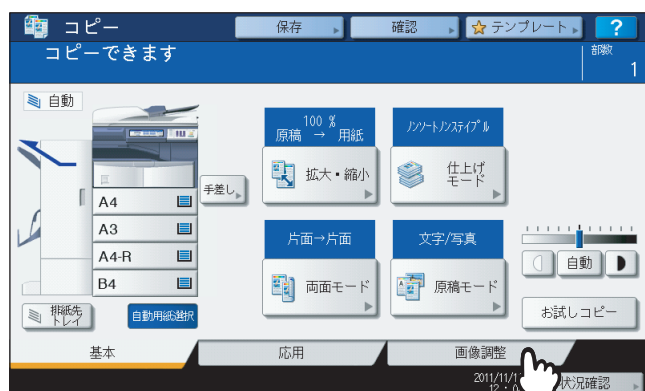 コピー
保存
確認
テンプレート
?
コピーできます
部数
1
自動
100 %
原稿 → 用紙
ノンソートノンステイプル
拡大・縮小
仕上げ
モード
手差し
A4
A3
A4-R
B4
片面→片面
文字/写真
両面モード
原稿モード
自動
排紙先
トレイ
自動用紙選択
お試しコピー
基本
応用
画像調整
2011/11/1
12 : 0
状況確認